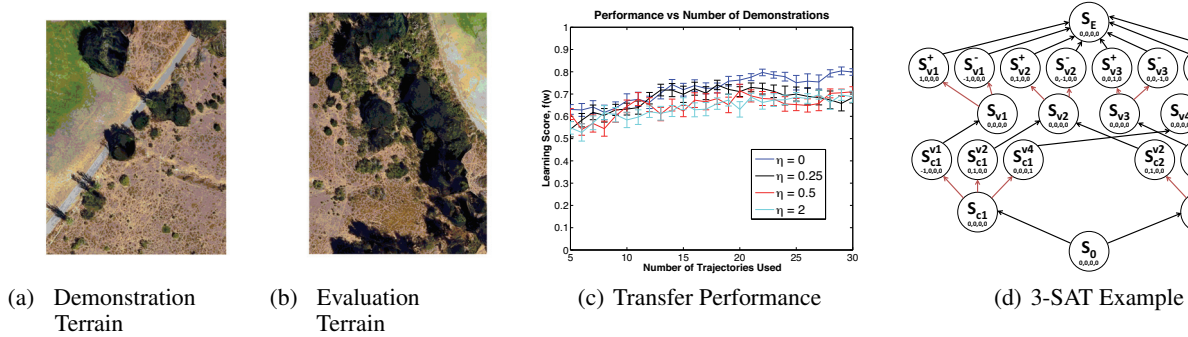 Performance vs Number of Demonstrations
1
0.9
0.8
0.7
0.6
0.5
0.4
0.3
0.2
0.1
0
Learning Score, f(w)
η = 0
η = 0.25
η = 0.5
η = 2
5 10 15 20 25 30
Number of Trajectories Used
S_E
0,0,0,0
S⁺_v1 S⁻_v1 S⁺_v2 S⁻_v2 S⁺_v3 S⁻_v3
1,0,0,0 -1,0,0,0 0,1,0,0 0,-1,0,0 0,0,1,0 0,0,-1,0
S_v1 S_v2 S_v3 S_v4
0,0,0,0 0,0,0,0 0,0,0,0
S^v1_c1 S^v2_c1 S^v4_c1 S^v2_c2
-1,0,0,0 0,1,0,0 0,0,0,1 0,1,0,0
S_c1
0,0,0,0
S_0
0,0,0,0
(a) Demonstration
Terrain
(b) Evaluation
Terrain
(c) Transfer Performance
(d) 3-SAT Example